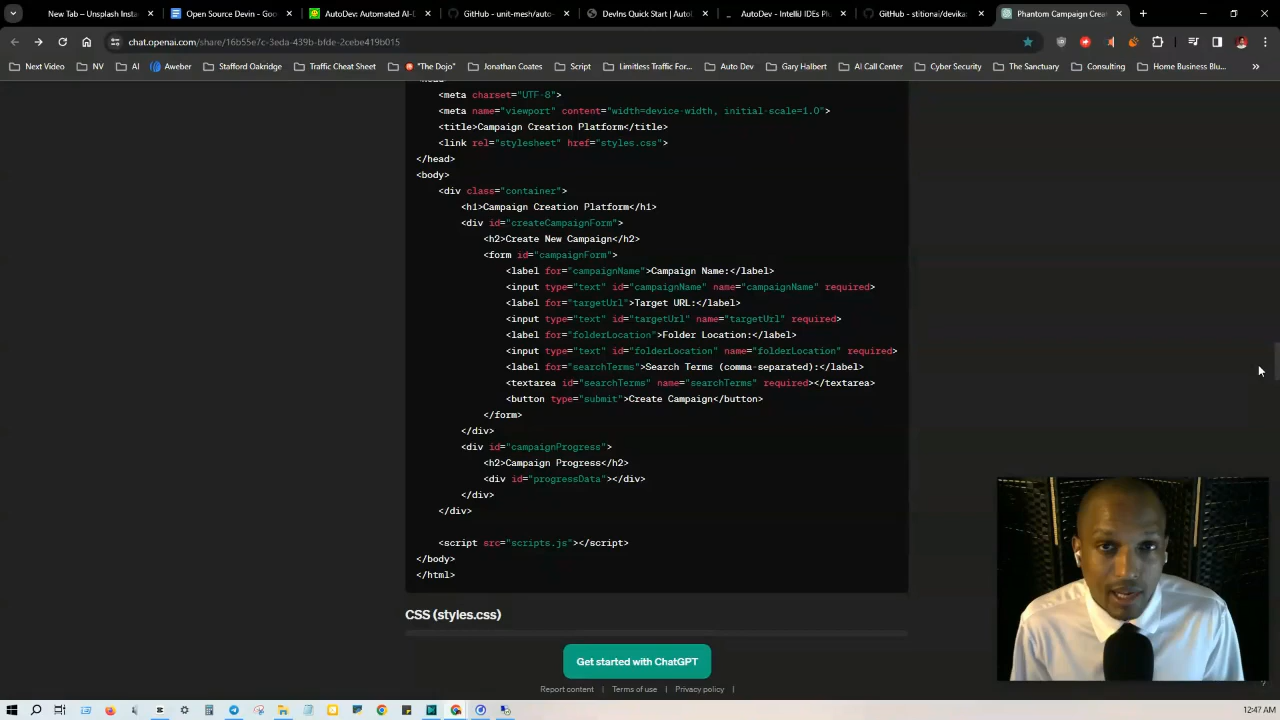 New Tab – Unsplash Insta
Open Source Devin - Goo
AutoDev: Automated AI-D
GitHub - unit-mesh/auto-
DevIns Quick Start | Auto
AutoDev - IntelliJ IDEs Plu
GitHub - stitionai/devika:
Phantom Campaign Crea
chat.openai.com/share/16b55e7c-3eda-439b-bfde-2cebe419b015
Next Video
NV
AI
Aweber
Stafford Oakridge
Traffic Cheat Sheet
"The Dojo"
Jonathan Coates
Script
Limitless Traffic For...
Auto Dev
Gary Halbert
AI Call Center
Cyber Security
The Sanctuary
Consulting
Home Business Blu...
<head>
<meta charset="UTF-8">
<meta name="viewport" content="width=device-width, initial-scale=1.0">
<title>Campaign Creation Platform</title>
<link rel="stylesheet" href="styles.css">
</head>
<body>
<div class="container">
<h1>Campaign Creation Platform</h1>
<div id="createCampaignForm">
<h2>Create New Campaign</h2>
<form id="campaignForm">
<label for="campaignName">Campaign Name:</label>
<input type="text" id="campaignName" name="campaignName" required>
<label for="targetUrl">Target URL:</label>
<input type="text" id="targetUrl" name="targetUrl" required>
<label for="folderLocation">Folder Location:</label>
<input type="text" id="folderLocation" name="folderLocation" required>
<label for="searchTerms">Search Terms (comma-separated):</label>
<textarea id="searchTerms" name="searchTerms" required></textarea>
<button type="submit">Create Campaign</button>
</form>
</div>
<div id="campaignProgress">
<h2>Campaign Progress</h2>
<div id="progressData"></div>
</div>
</div>
<script src="scripts.js"></script>
</body>
</html>
CSS (styles.css)
Get started with ChatGPT
Report content | Terms of use | Privacy policy |
12:47 AM